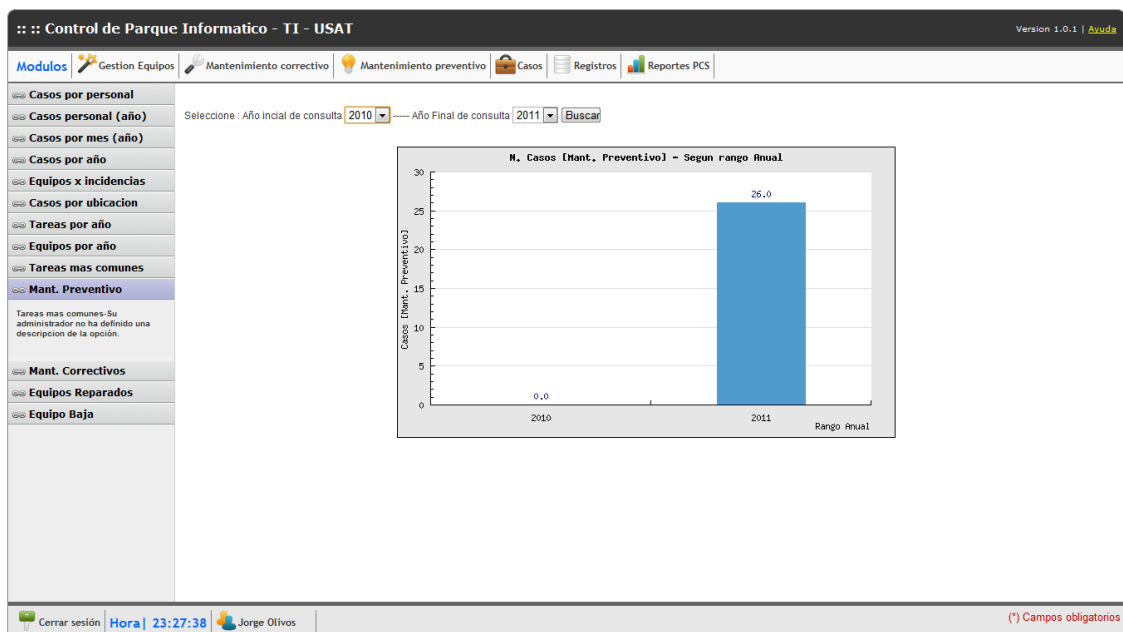 :: :: Control de Parque Informatico - TI - USAT
Version 1.0.1 | Ayuda
Modulos Gestion Equipos Mantenimiento correctivo Mantenimiento preventivo Casos Registros Reportes PCS
Casos por personal
Casos personal (año)
Casos por mes (año)
Casos por año
Equipos x incidencias
Casos por ubicacion
Tareas por año
Equipos por año
Tareas mas comunes
Mant. Preventivo
Tareas mas comunes-Su
administrador no ha definido una
descripcion de la opción.
Mant. Correctivos
Equipos Reparados
Equipo Baja
Seleccione : Año incial de consulta 2010 ----- Año Final de consulta 2011 Buscar
N. Casos [Mant. Preventivo] - Segun rango Anual
Casos [Mant. Preventivo]
30
25
20
15
10
5
0
0.0
26.0
2010
2011
Rango Anual
Cerrar sesión Hora| 23:27:38 Jorge Olivos
(*) Campos obligatorios